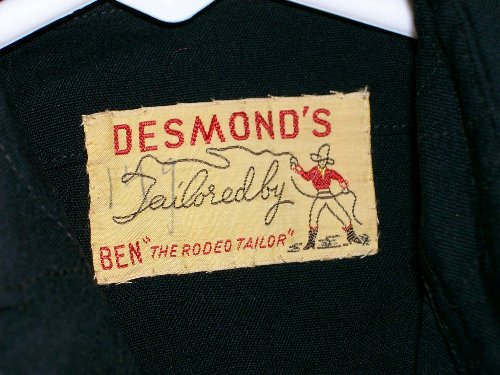 DESMOND'S
Tailored by
BEN "THE RODEO TAILOR"